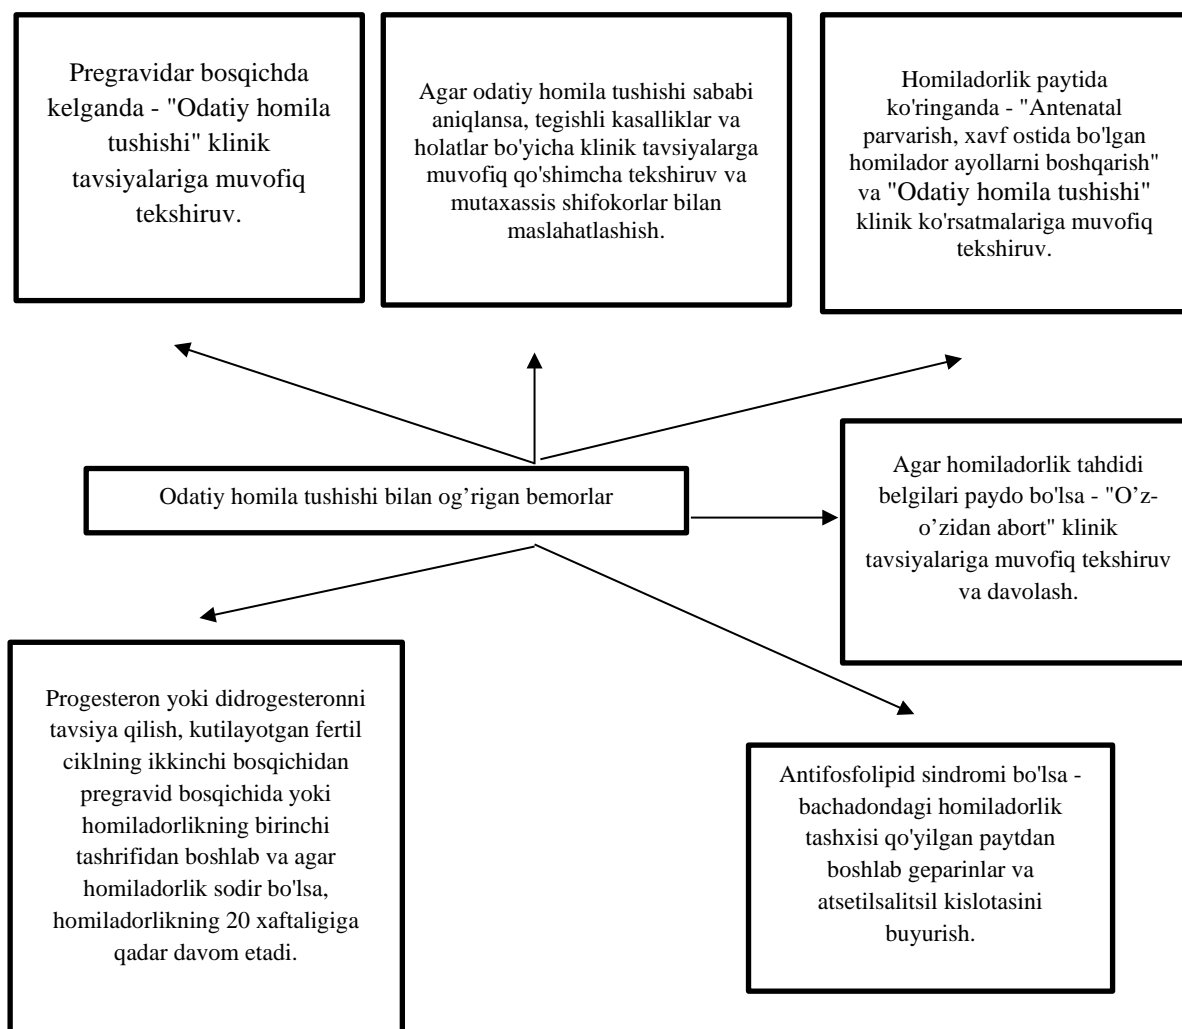 Pregravidar bosqichda
kelganda - "Odatiy homila
tushishi" klinik
tavsiyalariga muvofiq
tekshiruv.
Agar odatiy homila tushishi sababi
aniqlansa, tegishli kasalliklar va
holatlar bo'yicha klinik tavsiyalarga
muvofiq qo'shimcha tekshiruv va
mutaxassis shifokorlar bilan
maslahatlashish.
Homiladorlik paytida
ko'ringanda - "Antenatal
parvarish, xavf ostida bo'lgan
homilador ayollarni boshqarish"
va "Odatiy homila tushishi"
klinik ko'rsatmalariga muvofiq
tekshiruv.
Odatiy homila tushishi bilan og’rigan bemorlar
Agar homiladorlik tahdidi
belgilari paydo bo'lsa - "O’z-
o’zidan abort" klinik
tavsiyalariga muvofiq tekshiruv
va davolash.
Progesteron yoki didrogesteronni
tavsiya qilish, kutilayotgan fertil
ciklning ikkinchi bosqichidan
pregravid bosqichida yoki
homiladorlikning birinchi
tashrifidan boshlab va agar
homiladorlik sodir bo'lsa,
homiladorlikning 20 xaftaligiga
qadar davom etadi.
Antifosfolipid sindromi bo'lsa -
bachadondagi homiladorlik
tashxisi qo'yilgan paytdan
boshlab geparinlar va
atsetilsalitsil kislotasini
buyurish.